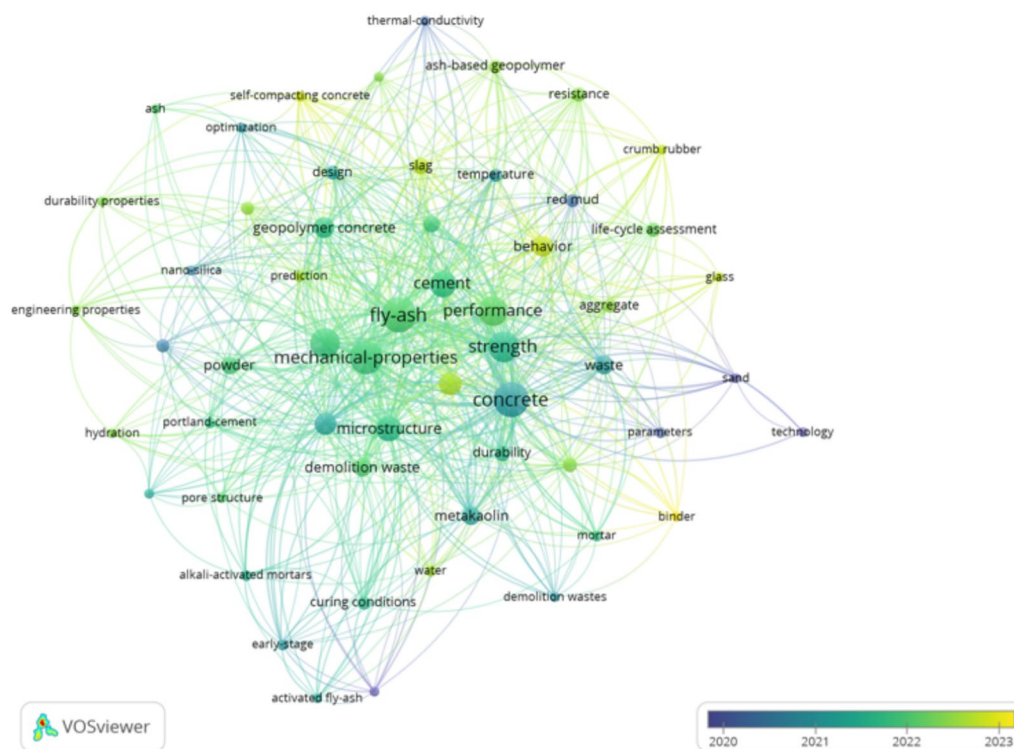 thermal-conductivity
ash-based geopolymer
self-compacting concrete
resistance
ash
optimization
crumb rubber
slag
design
temperature
durability properties
red mud
geopolymer concrete
life-cycle assessment
behavior
nano-silica
prediction
glass
cement
engineering properties
fly-ash
performance
aggregate
strength
mechanical-properties
powder
waste
sand
concrete
portland-cement
hydration
microstructure
parameters
technology
durability
demolition waste
pore structure
metakaolin
binder
mortar
alkali-activated mortars
water
curing conditions
demolition wastes
early-stage
activated fly-ash
VOSviewer
2020 2021 2022 2023